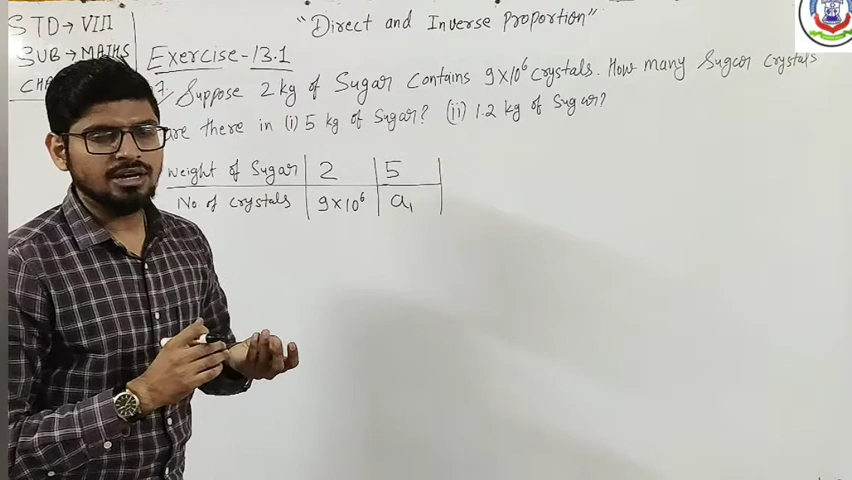 STD → VIII
"Direct and Inverse Proportion"
SUB → MATHS
Exercise - 13.1
7. Suppose 2 kg of Sugar contains 9×10⁶ crystals. How many Sugar crystals
are there in (i) 5 kg of Sugar? (ii) 1.2 kg of Sugar?
weight of Sugar 2 5
No of crystals 9×10⁶ a₁